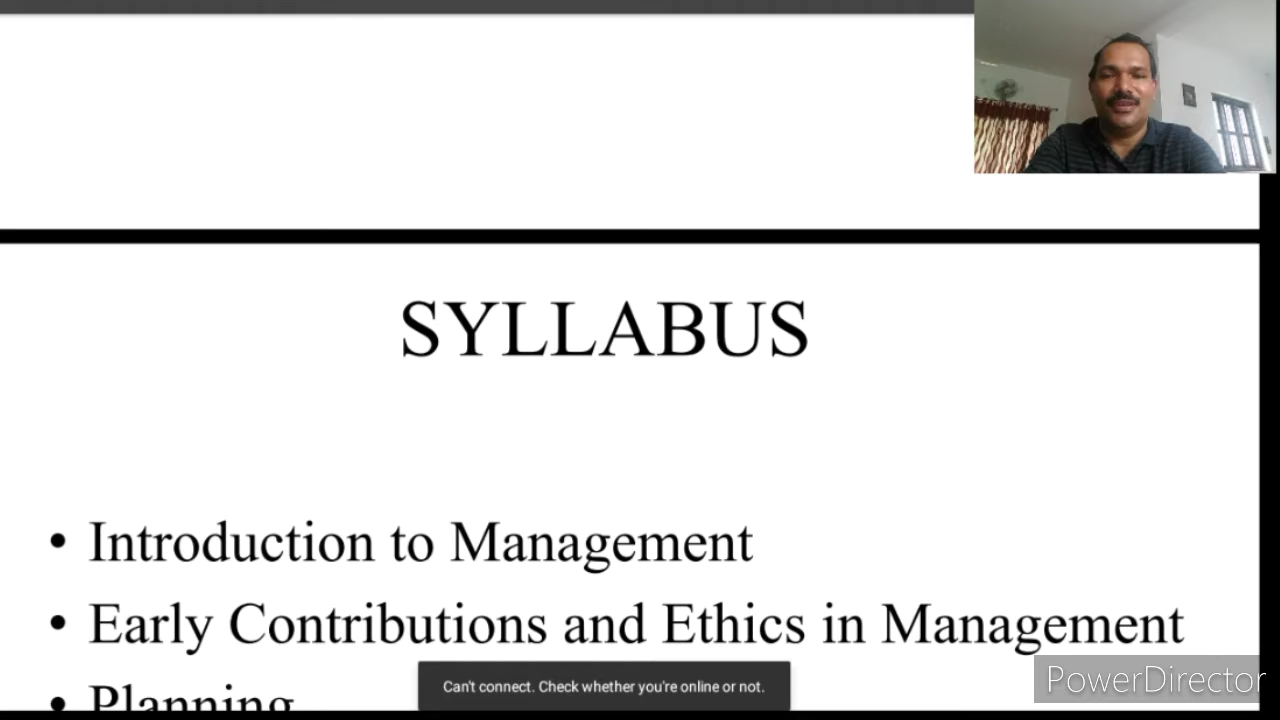 SYLLABUS
• Introduction to Management
• Early Contributions and Ethics in Management
• Planning
Can't connect. Check whether you're online or not.
PowerDirector